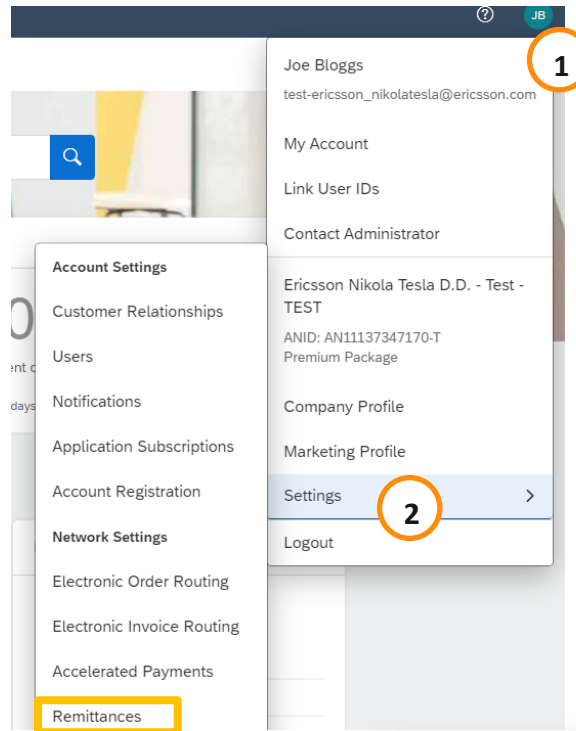 JB
1
Joe Bloggs
test-ericsson_nikolatesla@ericsson.com
My Account
Link User IDs
Contact Administrator
Ericsson Nikola Tesla D.D. - Test -
TEST
ANID: AN11137347170-T
Premium Package
Company Profile
Marketing Profile
Settings
2
Logout
Account Settings
Customer Relationships
Users
Notifications
Application Subscriptions
Account Registration
Network Settings
Electronic Order Routing
Electronic Invoice Routing
Accelerated Payments
Remittances
days